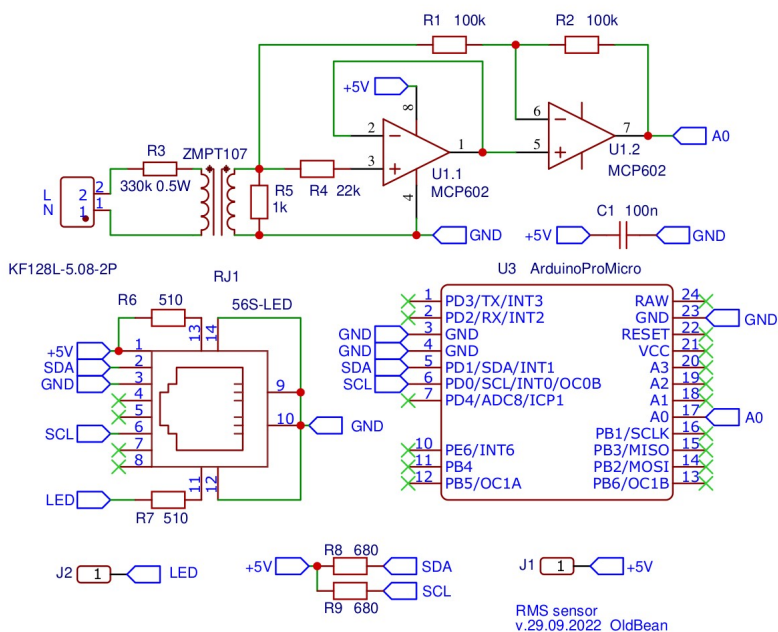 R1 100k
R2 100k
+5V
8
2
3
1
4
U1.1
MCP602
6
5
7
U1.2
MCP602
A0
R3
330k 0.5W
ZMPT107
R5
1k
R4 22k
L
N
2 2
1 1
GND
C1 100n
+5V
GND
KF128L-5.08-2P
RJ1
56S-LED
R6 510
13
14
+5V 1
SDA 2
GND 3
4
5
SCL 6
7
8
9
10 GND
11
12
LED
R7 510
U3 ArduinoProMicro
1 PD3/TX/INT3
2 PD2/RX/INT2
GND 3 GND
GND 4 GND
SDA 5 PD1/SDA/INT1
SCL 6 PD0/SCL/INT0/OC0B
7 PD4/ADC8/ICP1
10 PE6/INT6
11 PB4
12 PB5/OC1A
RAW 24
GND 23 GND
RESET 22
VCC 21
A3 20
A2 19
A1 18
A0 17 A0
PB1/SCLK 16
PB3/MISO 15
PB2/MOSI 14
PB6/OC1B 13
J2 1 LED
+5V
R8 680 SDA
R9 680 SCL
J1 1 +5V
RMS sensor
v.29.09.2022 OldBean